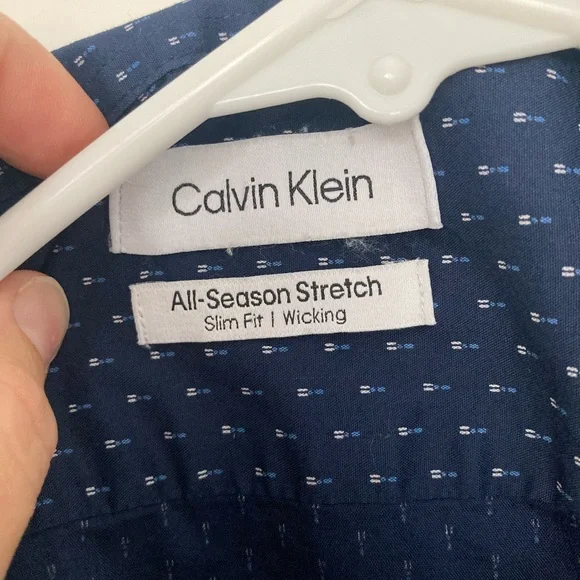 Calvin Klein
All-Season Stretch
Slim Fit | Wicking